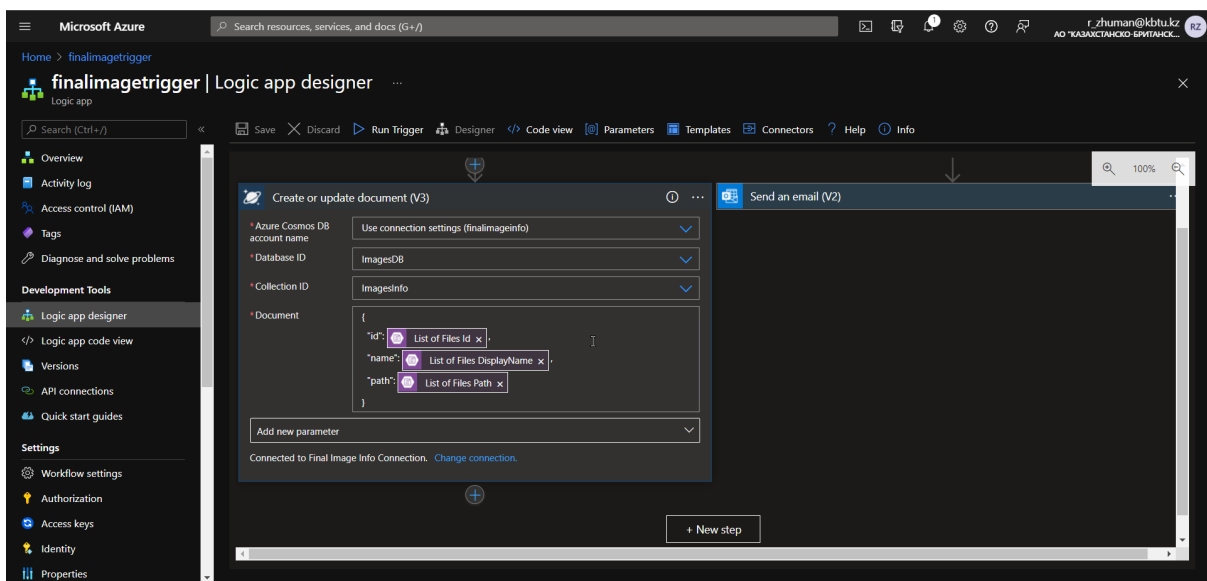 Microsoft Azure
Search resources, services, and docs (G+/)
1
r_zhuman@kbtu.kz
АО "КАЗАХСТАНСКО-БРИТАНСК...
RZ
Home > finalimagetrigger
finalimagetrigger | Logic app designer ...
Logic app
Search (Ctrl+/)
«
Save
Discard
Run Trigger
Designer
Code view
Parameters
Templates
Connectors
Help
Info
Overview
Activity log
Access control (IAM)
Tags
Diagnose and solve problems
Development Tools
Logic app designer
Logic app code view
Versions
API connections
Quick start guides
Settings
Workflow settings
Authorization
Access keys
Identity
Properties
100%
Create or update document (V3)
* Azure Cosmos DB account name
Use connection settings (finalimageinfo)
* Database ID
ImagesDB
* Collection ID
ImagesInfo
* Document
{
"id": List of Files Id x ,
"name": List of Files DisplayName x ,
"path": List of Files Path x
}
Add new parameter
Connected to Final Image Info Connection. Change connection.
Send an email (V2)
+ New step